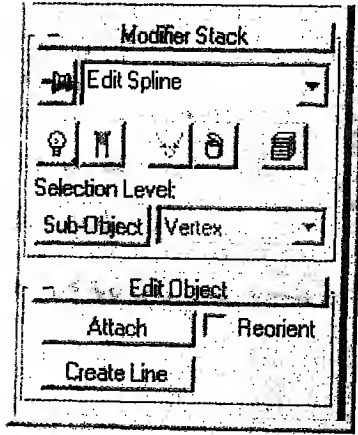 Modifier Stack
Edit Spline
Selection Level:
Sub-Object Vertex
Edit Object
Attach Reorient
Create Line